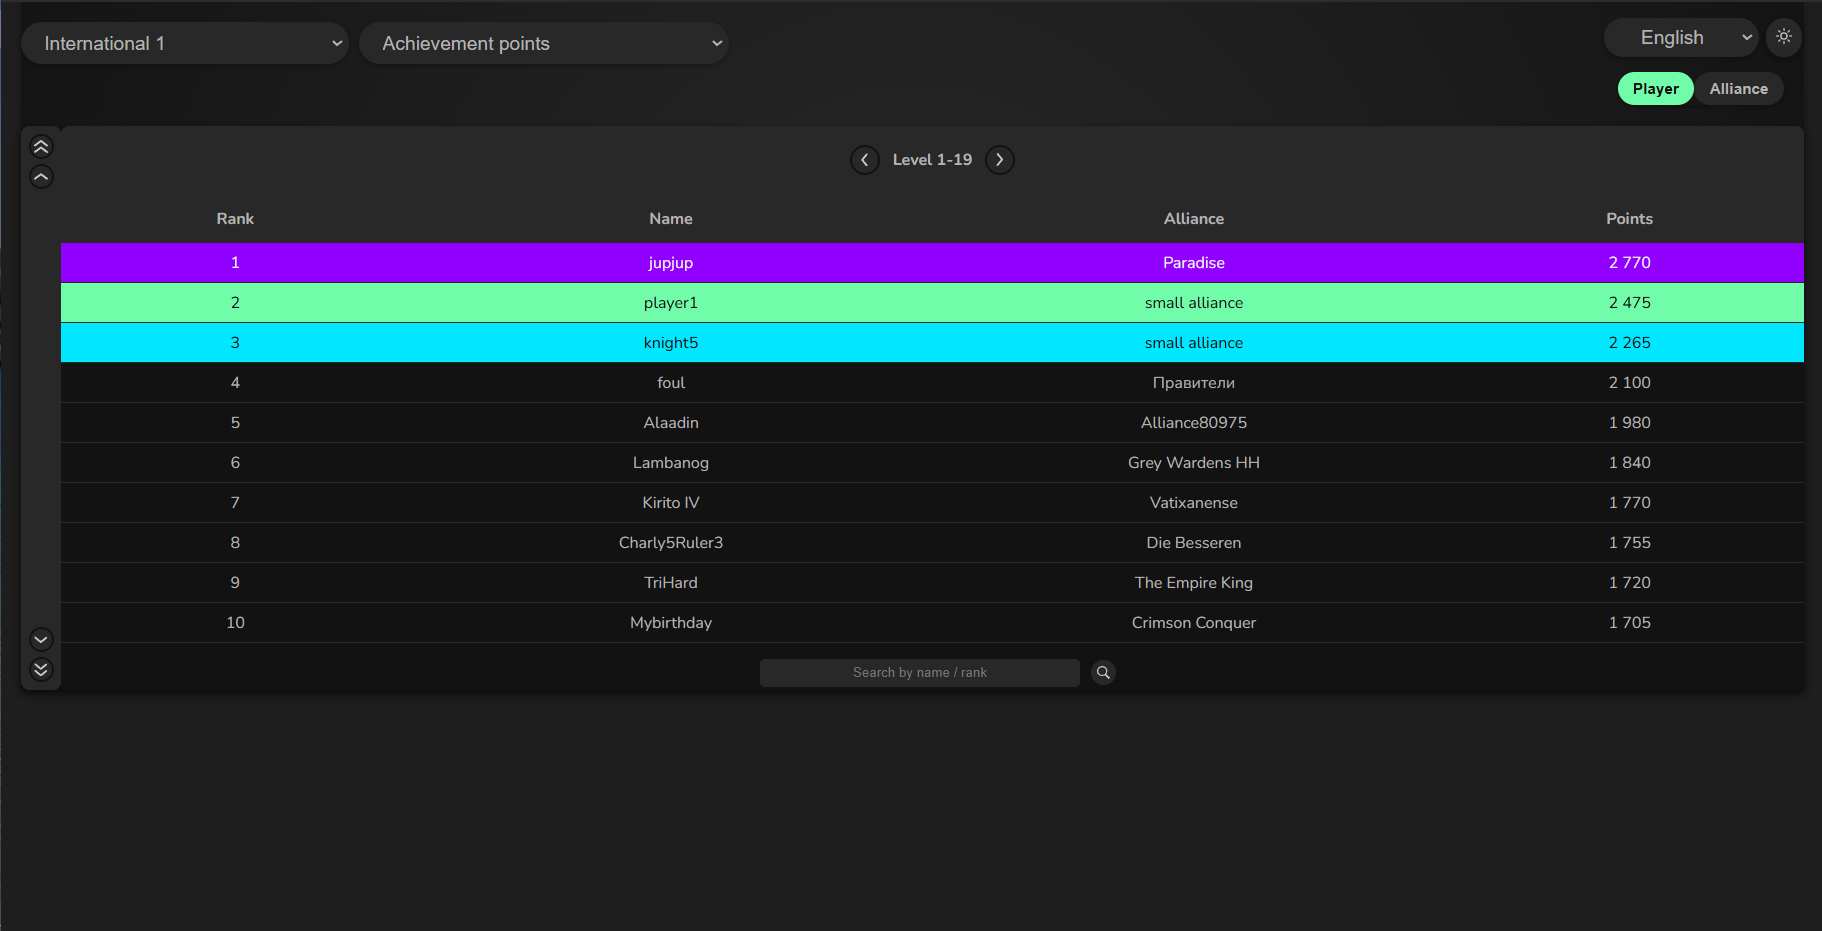 International 1 Achievement points English
Player Alliance
Level 1-19
Rank Name Alliance Points
1 jupjup Paradise 2 770
2 player1 small alliance 2 475
3 knight5 small alliance 2 265
4 foul Правители 2 100
5 Alaadin Alliance80975 1 980
6 Lambanog Grey Wardens HH 1 840
7 Kirito IV Vatixanense 1 770
8 Charly5Ruler3 Die Besseren 1 755
9 TriHard The Empire King 1 720
10 Mybirthday Crimson Conquer 1 705
Search by name / rank